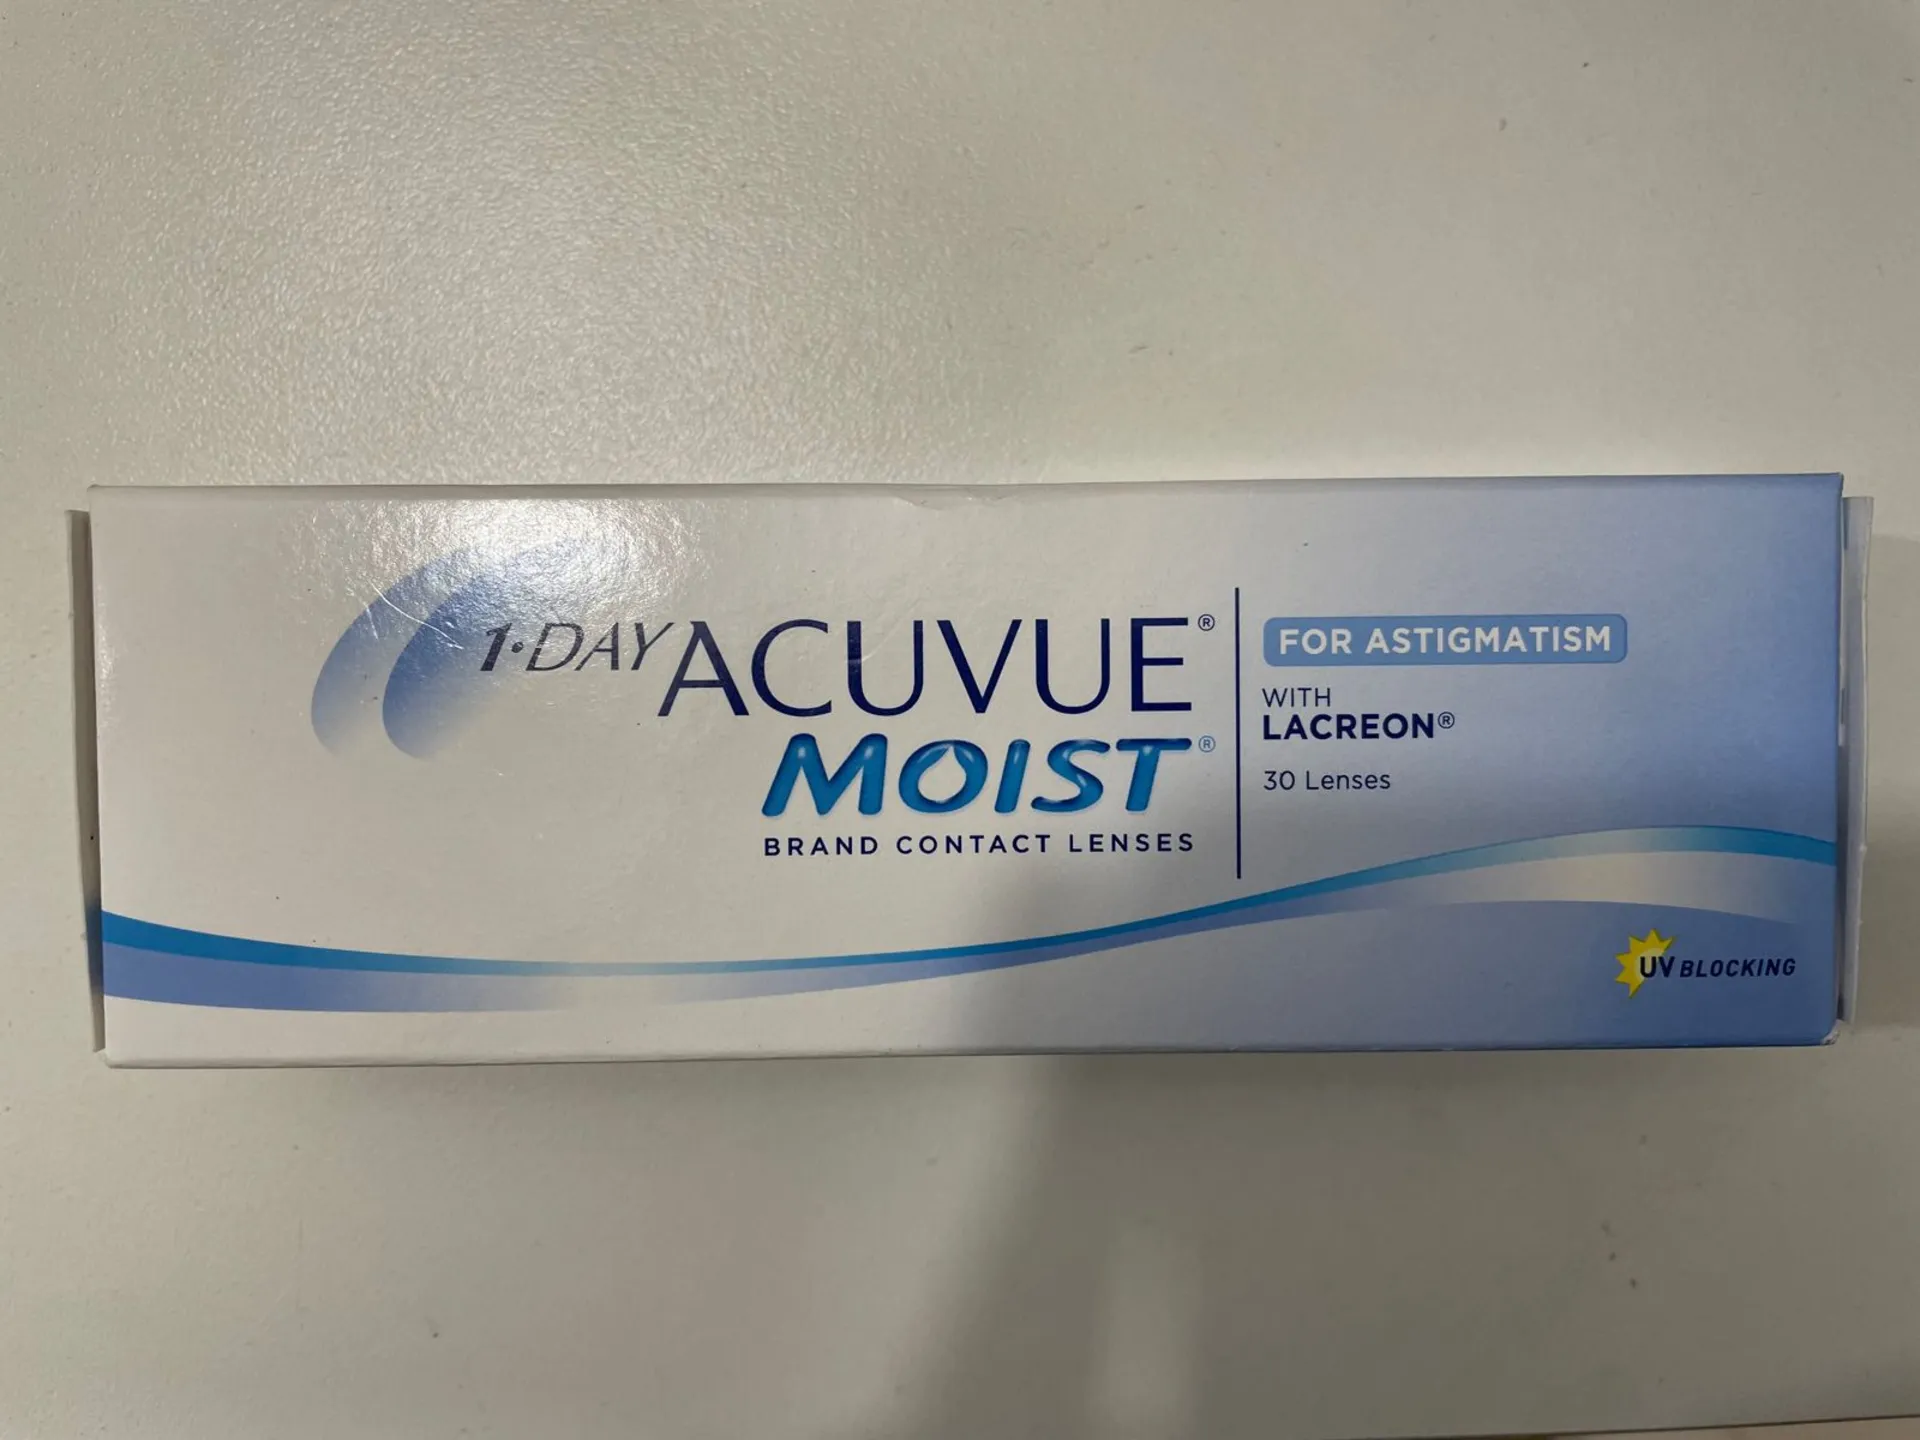 1·DAY ACUVUE®
MOIST®
BRAND CONTACT LENSES
FOR ASTIGMATISM
WITH
LACREON®
30 Lenses
UV BLOCKING